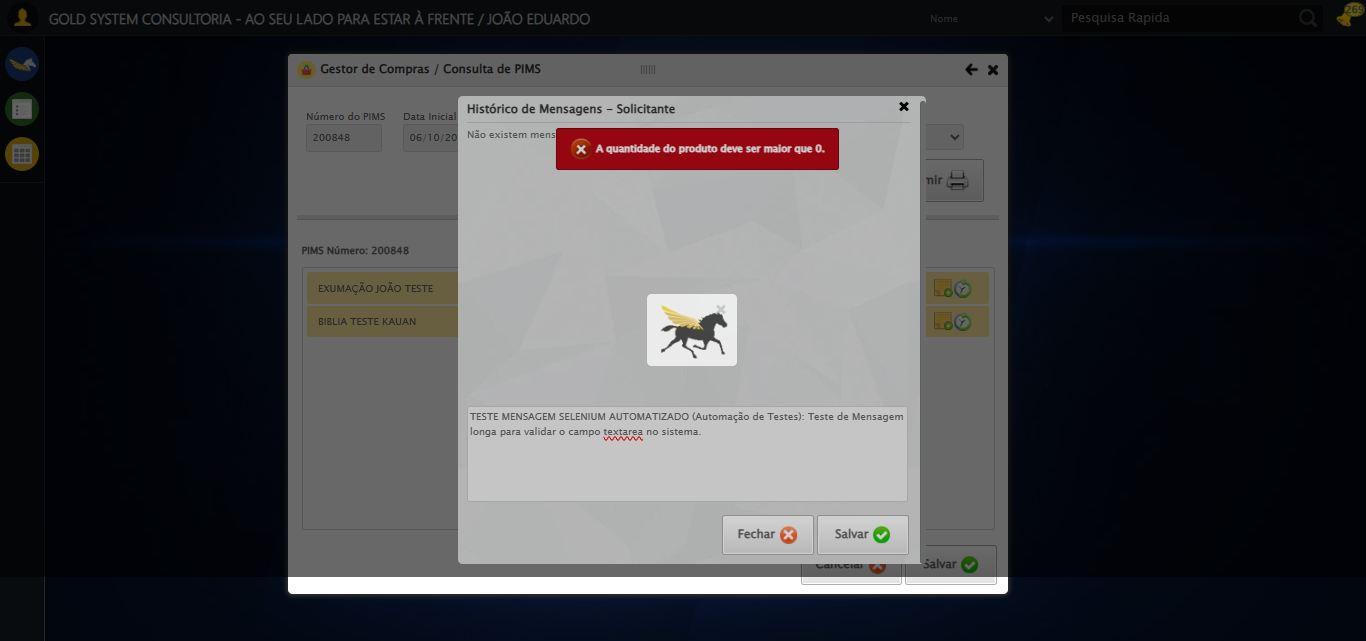 GOLD SYSTEM CONSULTORIA - AO SEU LADO PARA ESTAR À FRENTE / JOÃO EDUARDO
Nome
Pesquisa Rapida
269
Gestor de Compras / Consulta de PIMS
Histórico de Mensagens - Solicitante
Número do PIMS
Data Inicial
200848
06/10/20
Não existem mens
A quantidade do produto deve ser maior que 0.
mir
PIMS Número: 200848
EXUMAÇÃO JOÃO TESTE
BIBLIA TESTE KAUAN
TESTE MENSAGEM SELENIUM AUTOMATIZADO (Automação de Testes): Teste de Mensagem
longa para validar o campo textarea no sistema.
Fechar
Salvar
Cancelar
Salvar